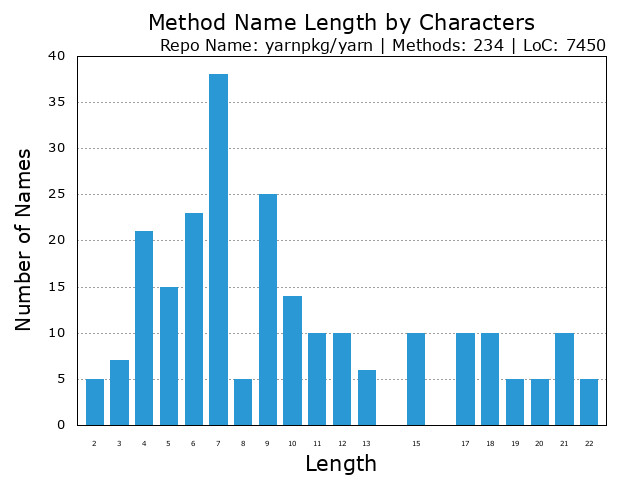 Method Name Length by Characters
Repo Name: yarnpkg/yarn | Methods: 234 | LoC: 7450
40
35
30
25
20
15
10
5
0
Number of Names
2 3 4 5 6 7 8 9 10 11 12 13 15 17 18 19 20 21 22
Length